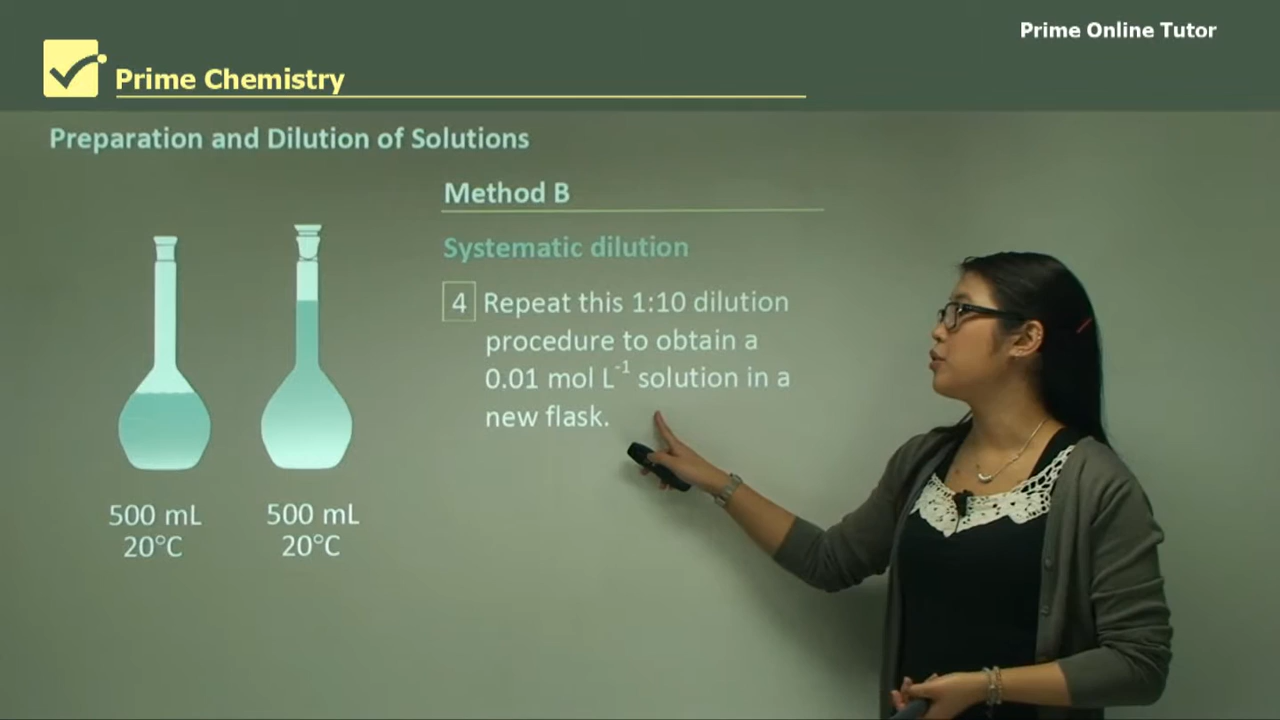 Prime Online Tutor
Prime Chemistry
Preparation and Dilution of Solutions
Method B
Systematic dilution
4 Repeat this 1:10 dilution
procedure to obtain a
0.01 mol L⁻¹ solution in a
new flask.
500 mL 500 mL
20°C 20°C